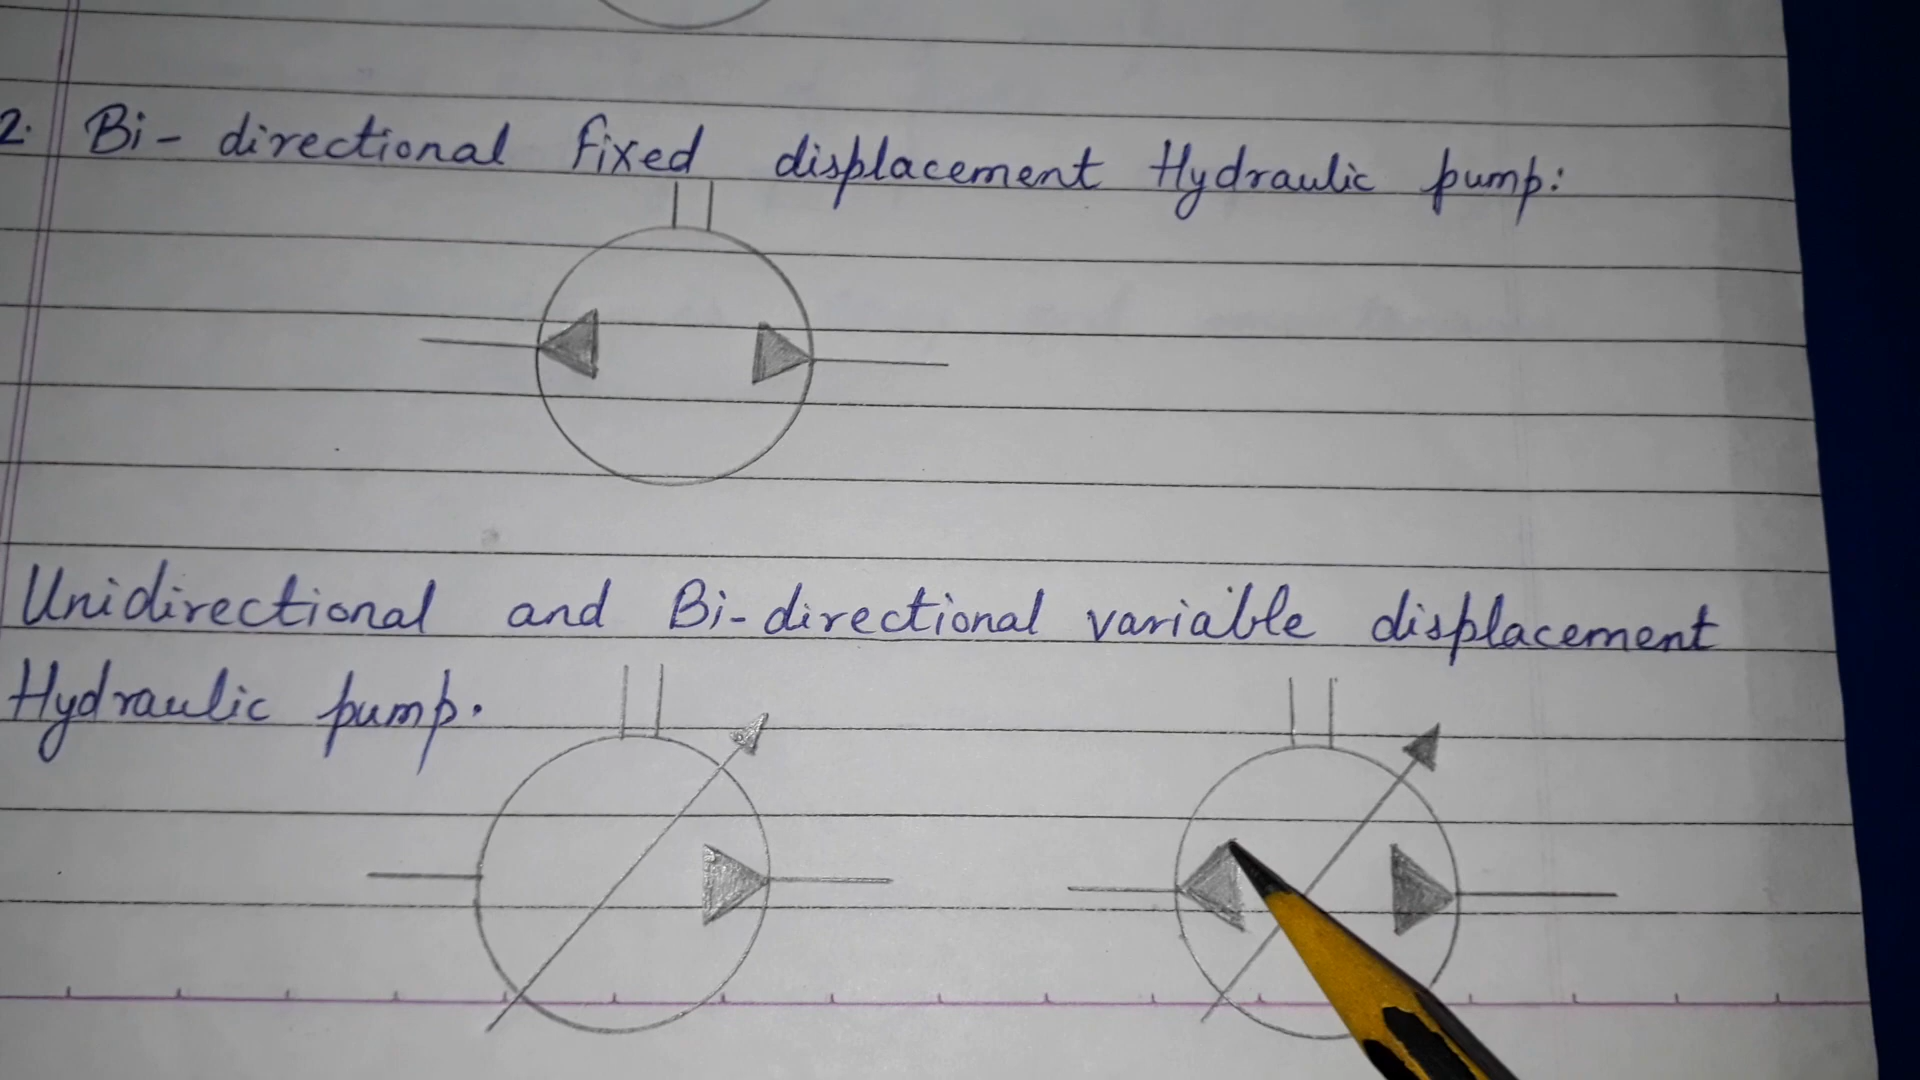 2. Bi-directional fixed displacement Hydraulic pump:
Unidirectional and Bi-directional variable displacement
Hydraulic pump.